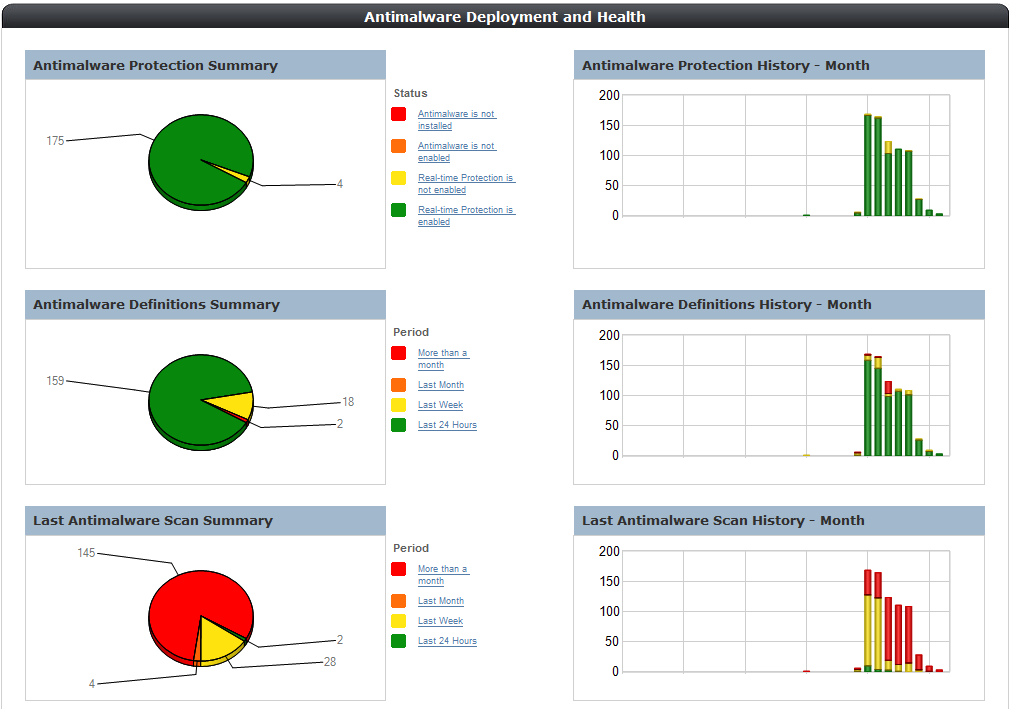 Antimalware Deployment and Health
Antimalware Protection Summary
175
4
Status
Antimalware is not
installed
Antimalware is not
enabled
Real-time Protection is
not enabled
Real-time Protection is
enabled
Antimalware Protection History - Month
200
150
100
50
0
Antimalware Definitions Summary
159
18
2
Period
More than a
month
Last Month
Last Week
Last 24 Hours
Antimalware Definitions History - Month
200
150
100
50
0
Last Antimalware Scan Summary
145
2
28
4
Period
More than a
month
Last Month
Last Week
Last 24 Hours
Last Antimalware Scan History - Month
200
150
100
50
0